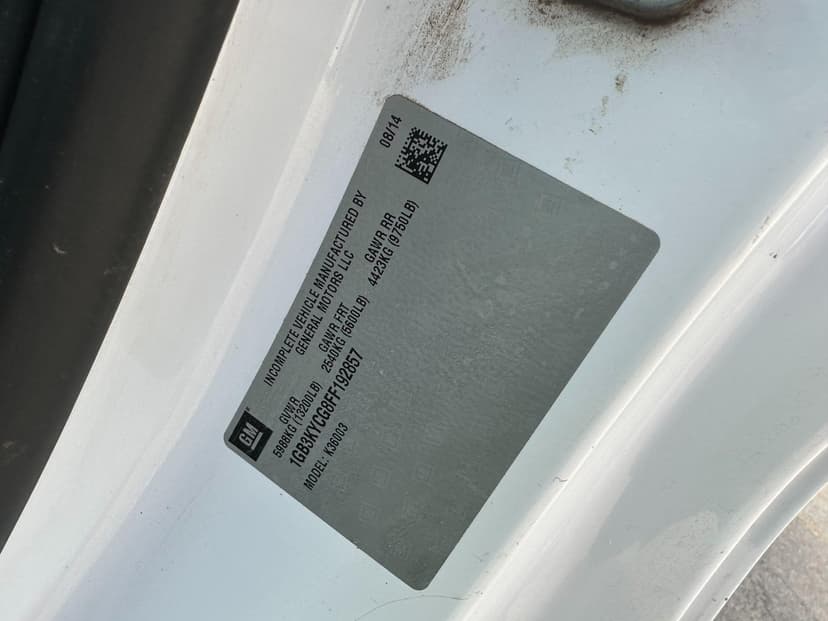 08/14
INCOMPLETE VEHICLE MANUFACTURED BY
GENERAL MOTORS LLC
GM
GVWR GAWR FRT GAWR RR
5988KG (13200LB) 2540KG (5600LB) 4423KG (9750LB)
1GB3KYCG8FF192857
MODEL: K36003